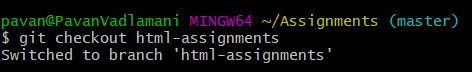 pavan@PavanVadlamani MINGW64 ~/Assignments (master)
$ git checkout html-assignments
Switched to branch 'html-assignments'